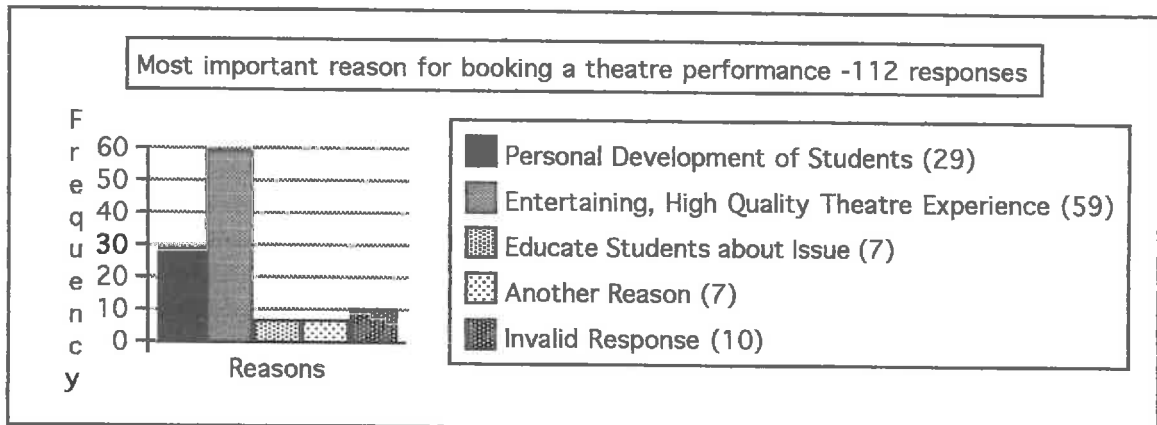 Most important reason for booking a theatre performance -112 responses
Frequency
60
50
40
30
20
10
0
Reasons
Personal Development of Students (29)
Entertaining, High Quality Theatre Experience (59)
Educate Students about Issue (7)
Another Reason (7)
Invalid Response (10)